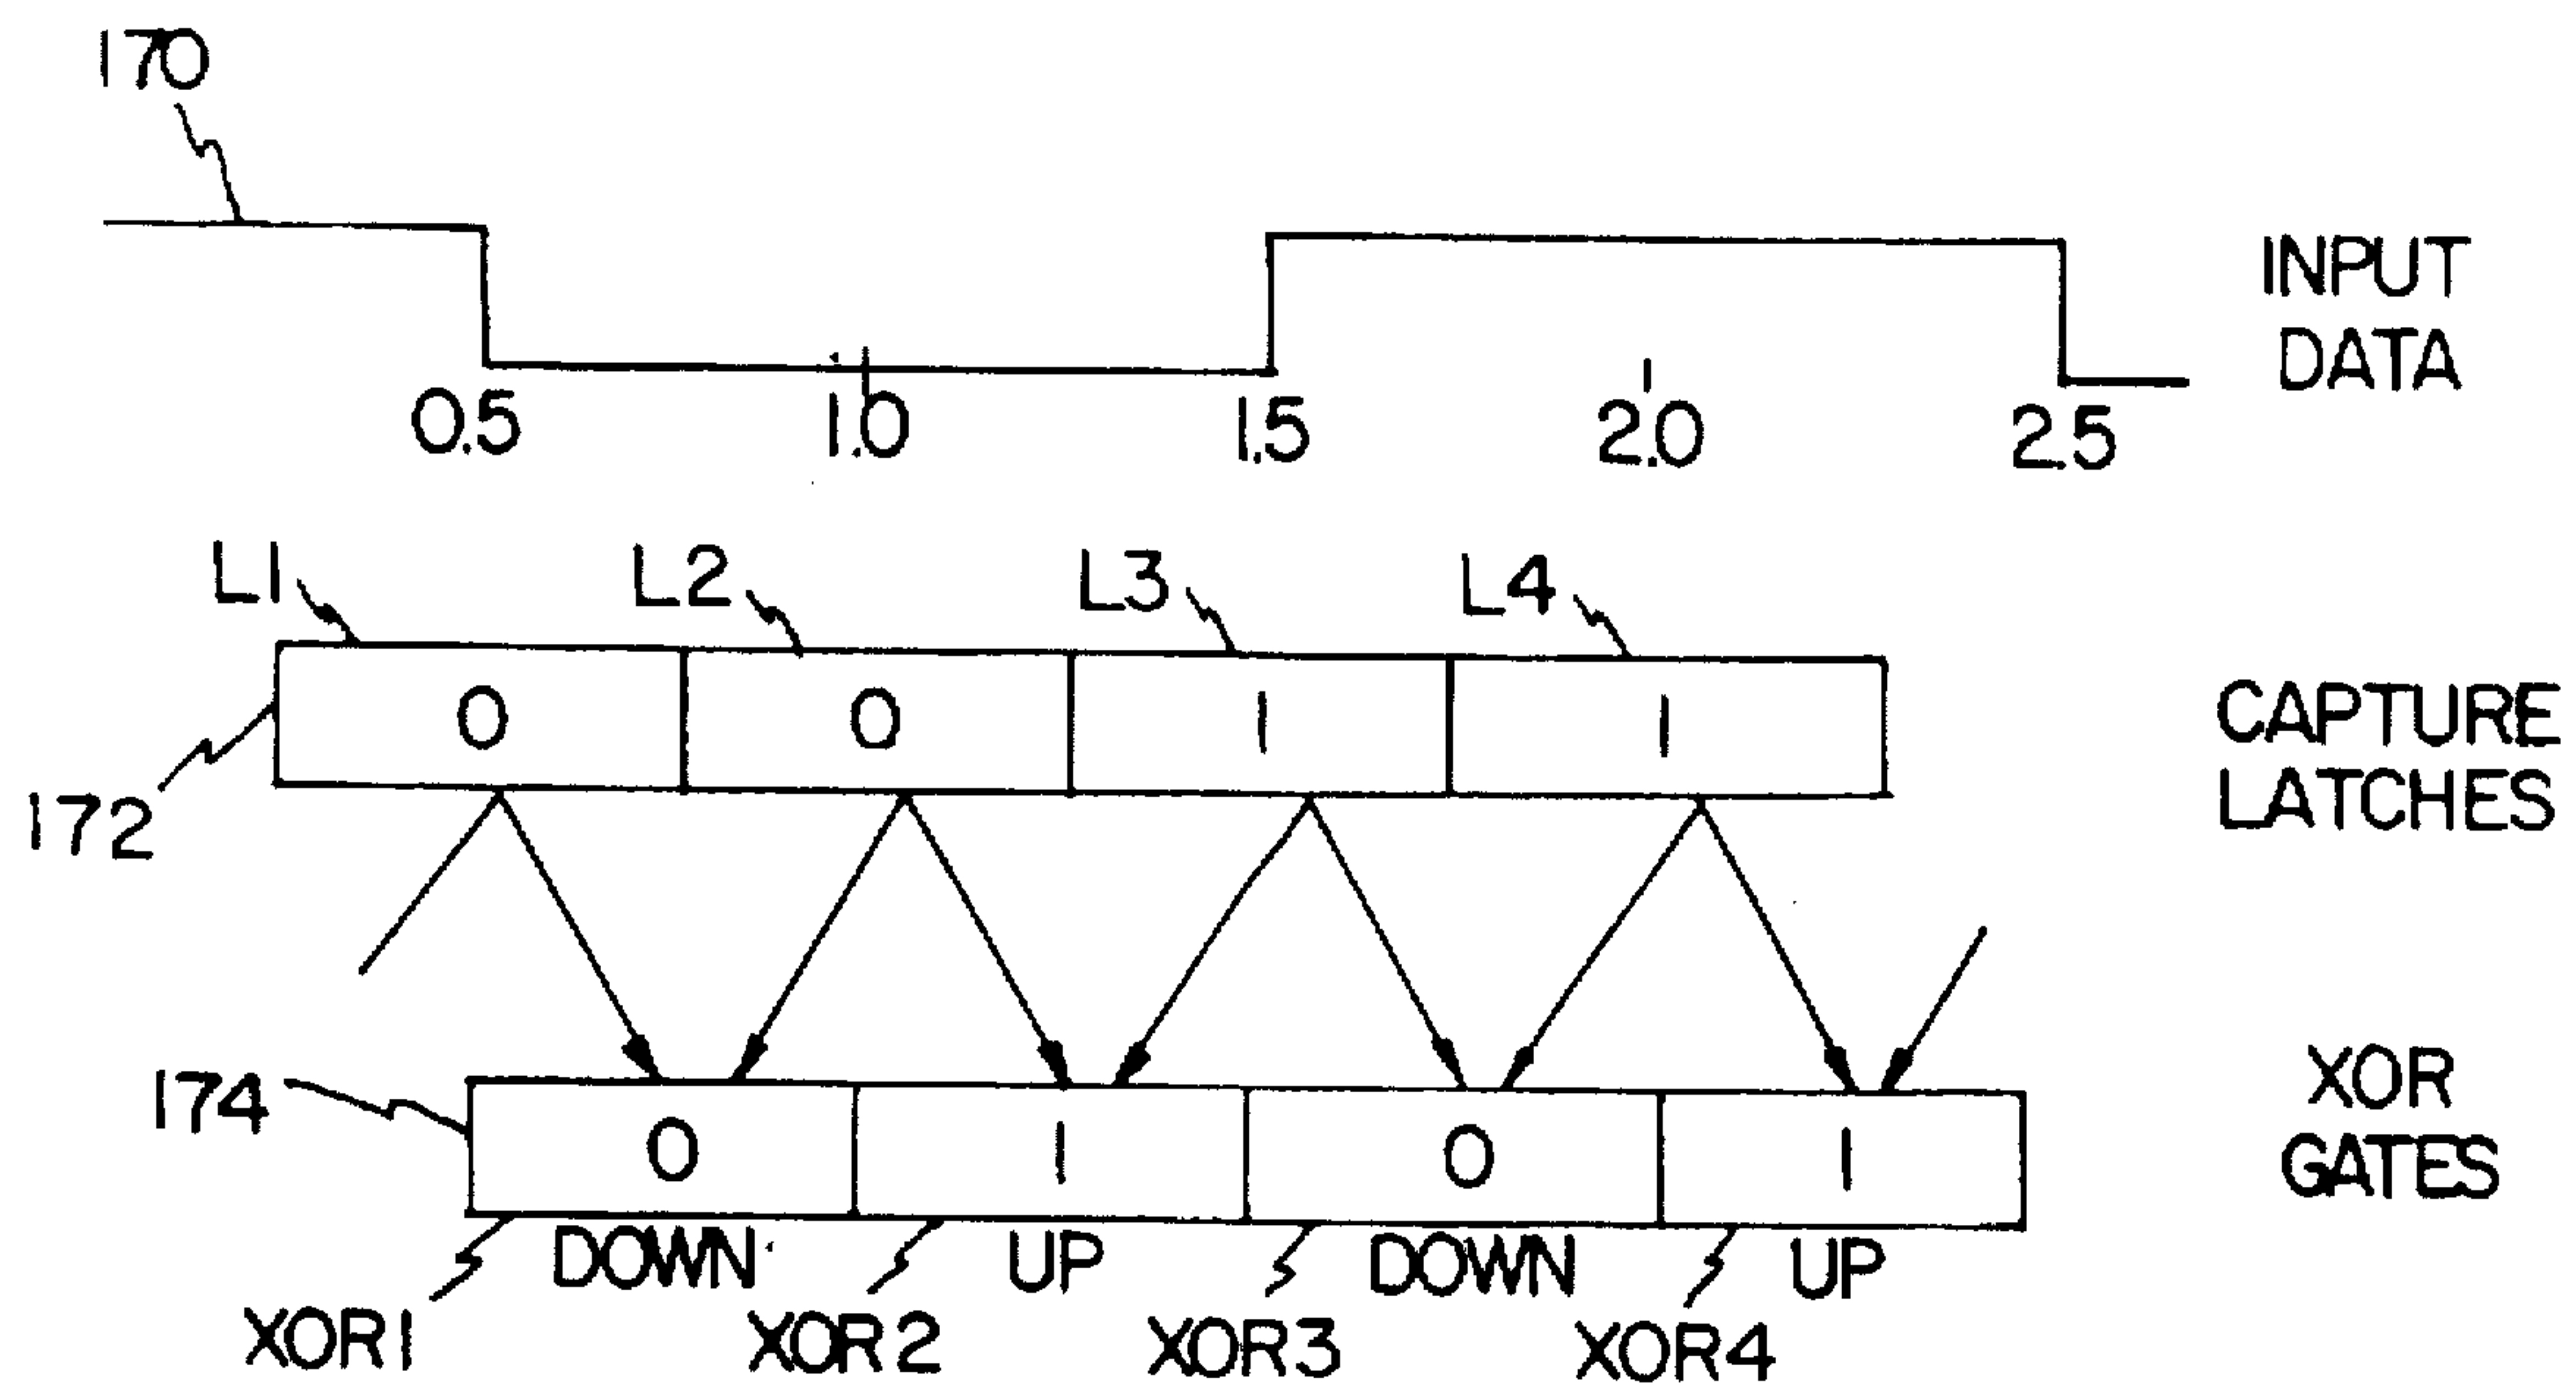 170
INPUT
DATA
0.5 1.0 1.5 2.0 2.5
L1 L2 L3 L4
0 0 1 1
CAPTURE
LATCHES
172
174
0 1 0 1
XOR
GATES
DOWN UP DOWN UP
XOR1 XOR2 XOR3 XOR4